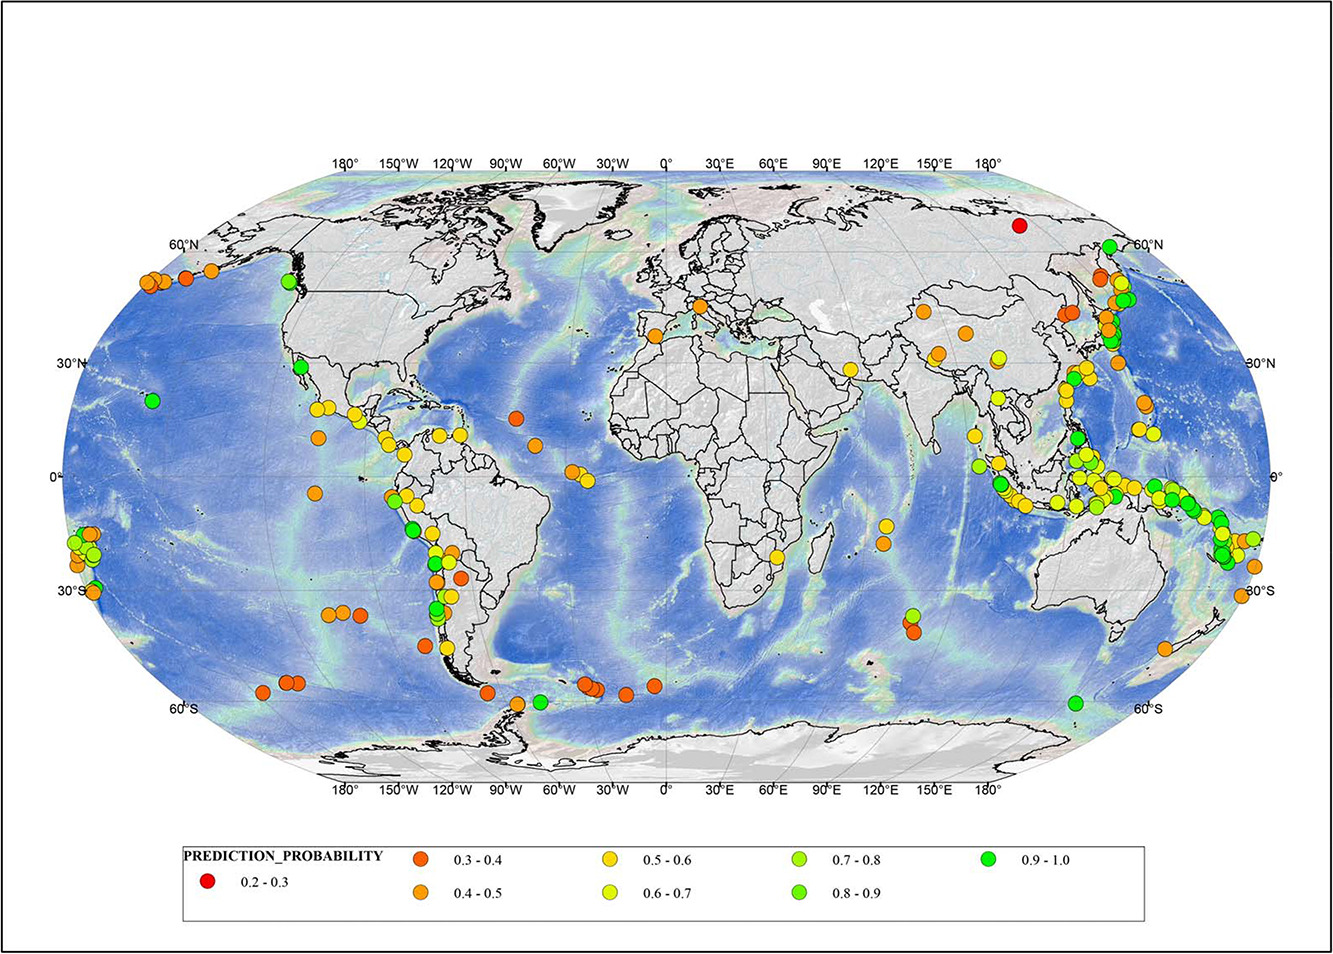 180° 150°W 120°W 90°W 60°W 30°W 0° 30°E 60°E 90°E 120°E 150°E 180°
60°N 60°N
30°N 30°N
0° 0°
30°S 30°S
60°S 60°S
180° 150°W 120°W 90°W 60°W 30°W 0° 30°E 60°E 90°E 120°E 150°E 180°
PREDICTION_PROBABILITY 0.3 - 0.4 0.5 - 0.6 0.7 - 0.8 0.9 - 1.0
0.2 - 0.3
0.4 - 0.5 0.6 - 0.7 0.8 - 0.9